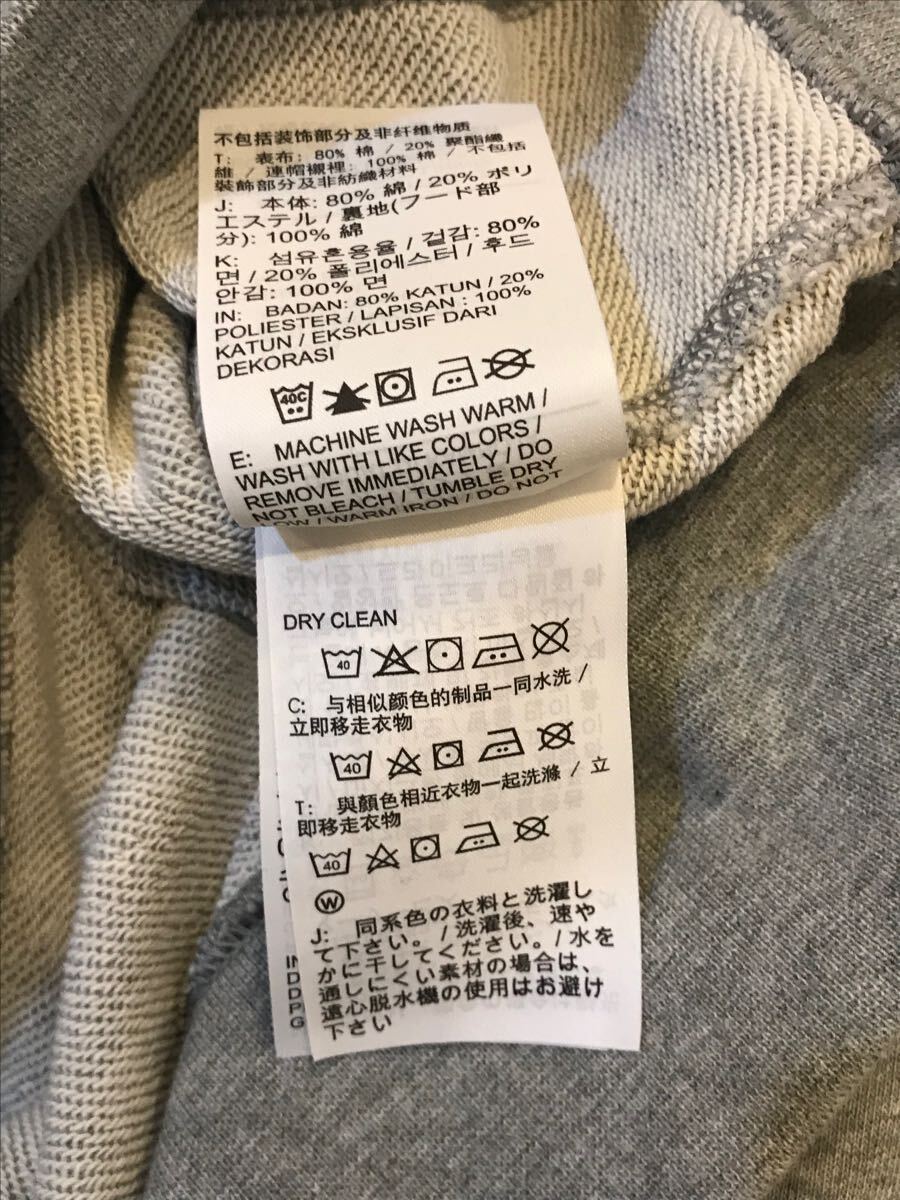 不包括装饰部分及非纤维物质
T: 表布: 80% 棉 / 20% 聚酯纖
維 / 連帽襯裡: 100% 棉 / 不包括
裝飾部分及非紡織材料
J: 本体: 80% 綿 / 20% ポリ
エステル / 裏地(フード部
分): 100% 綿
K: 섬유혼용율 / 겉감: 80%
면 / 20% 폴리에스터 / 후드
안감: 100% 면
IN: BADAN: 80% KATUN / 20%
POLIESTER / LAPISAN : 100%
KATUN / EKSKLUSIF DARI
DEKORASI
40C
E: MACHINE WASH WARM /
WASH WITH LIKE COLORS /
REMOVE IMMEDIATELY / DO
NOT BLEACH / TUMBLE DRY
LOW / WARM IRON / DO NOT
DRY CLEAN
40
C: 与相似颜色的制品一同水洗 /
立即移走衣物
40
T: 與顏色相近衣物一起洗滌 / 立
即移走衣物
40
W
J: 同系色の衣料と洗濯し
て下さい。 / 洗濯後、速や
かに干してください。/ 水を
通しにくい素材の場合は、
遠心脱水機の使用はお避け
下さい